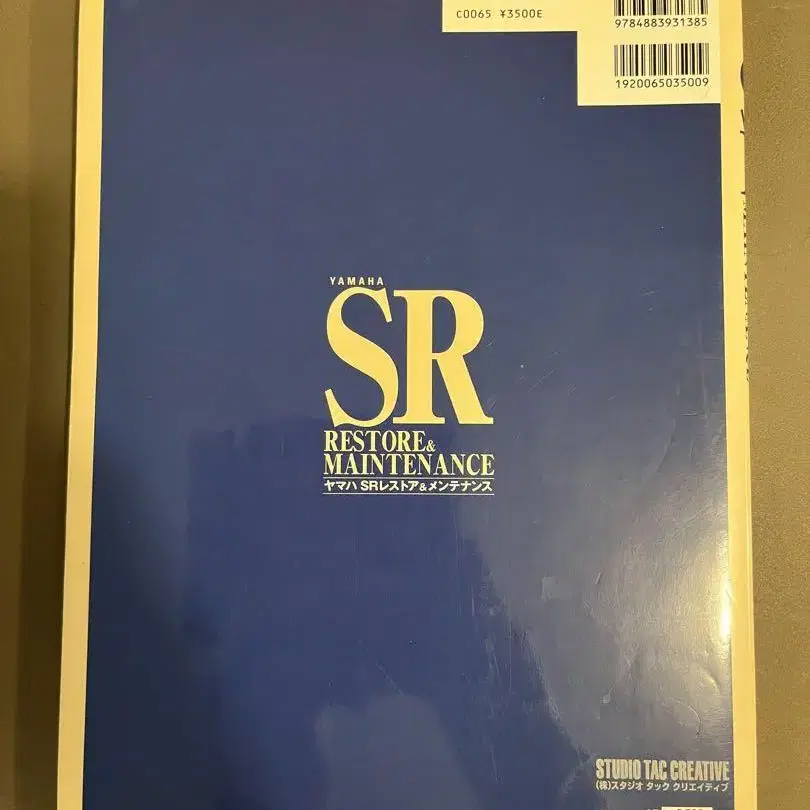 C0065 ¥3500E
9784883931385
1920065035009
YAMAHA
SR
RESTORE&
MAINTENANCE
ヤマハ SRレストア&メンテナンス
STUDIO TAC CREATIVE
(株)スタジオ タック クリエイティブ